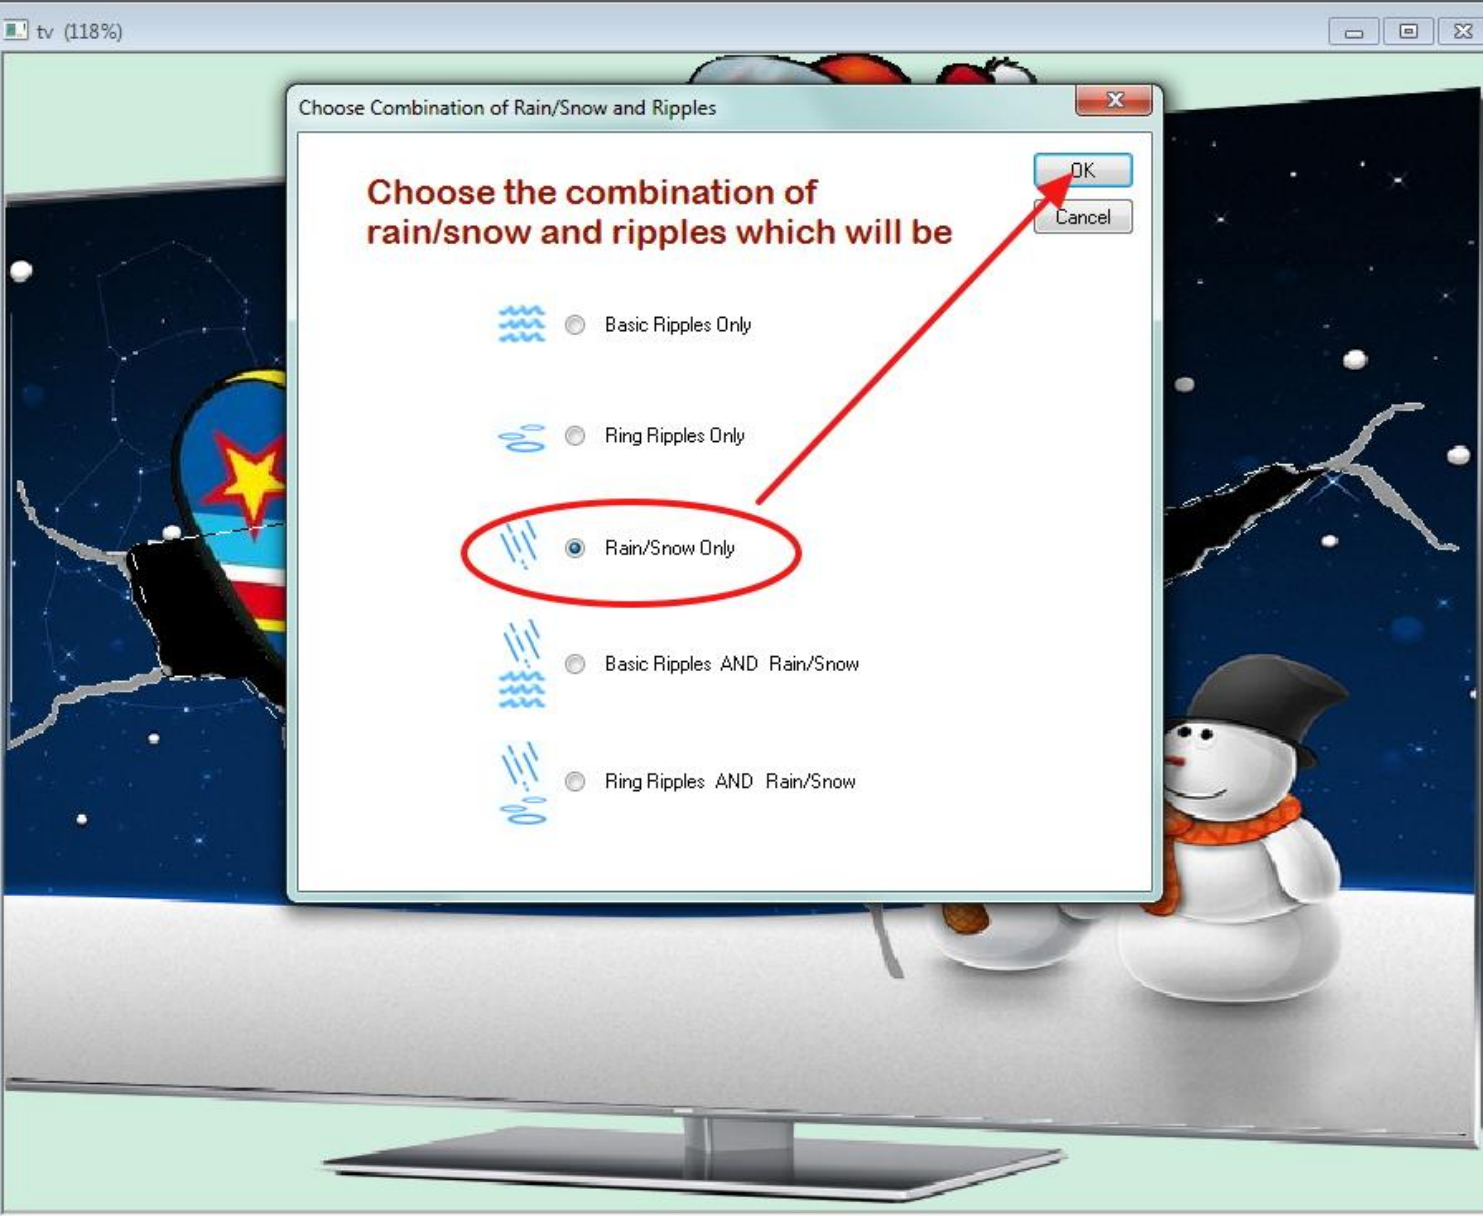 tv (118%)
Choose Combination of Rain/Snow and Ripples
OK
Choose the combination of
rain/snow and ripples which will be
Cancel
Basic Ripples Only
Ring Ripples Only
Rain/Snow Only
Basic Ripples AND Rain/Snow
Ring Ripples AND Rain/Snow